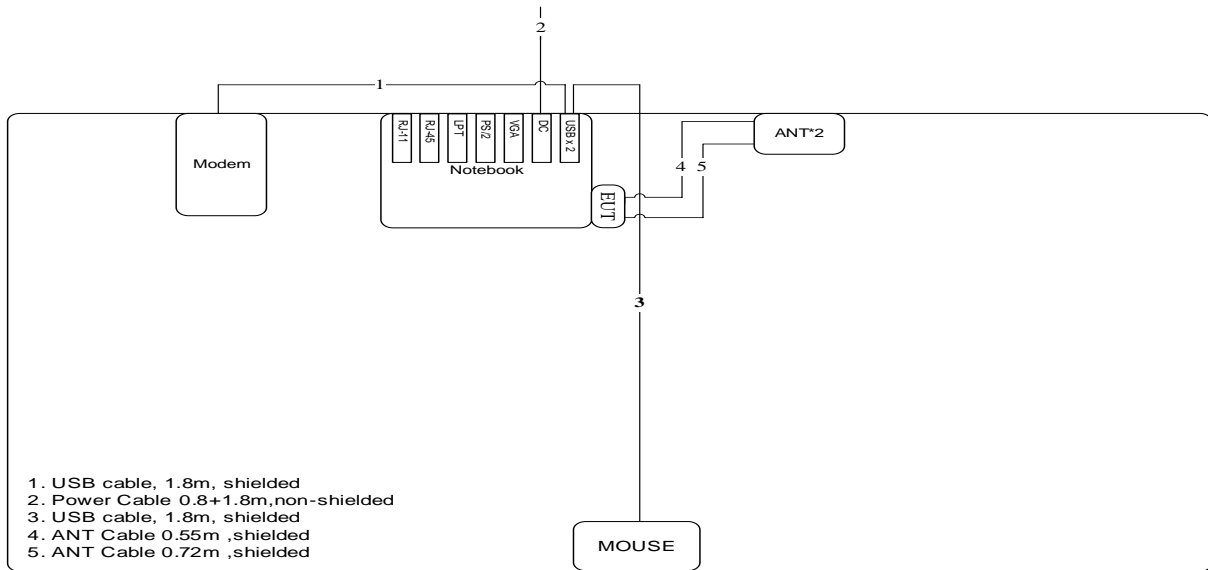 2
1
RJ-11
RJ-45
LPT
PS/2
VGA
DC
USB x 2
ANT*2
Modem
Notebook
4 5
EUT
3
1. USB cable, 1.8m, shielded
2. Power Cable 0.8+1.8m,non-shielded
3. USB cable, 1.8m, shielded
4. ANT Cable 0.55m ,shielded
5. ANT Cable 0.72m ,shielded
MOUSE